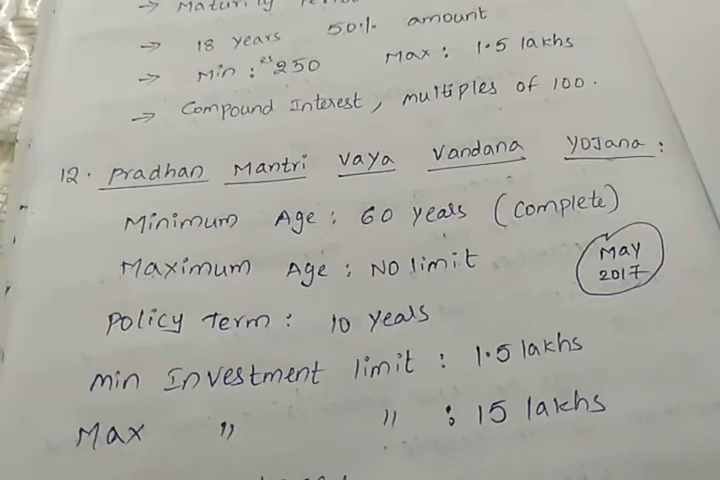 → Maturity
→ 18 years 50% amount
→ Min : Rs 250 Max : 1.5 lakhs
→ Compound Interest, multiples of 100.
12. Pradhan Mantri Vaya Vandana Yojana :
Minimum Age : 60 years (complete)
Maximum Age : No limit
May
2017
Policy Term : 10 years
Min Investment limit : 1.5 lakhs
Max " " : 15 lakhs